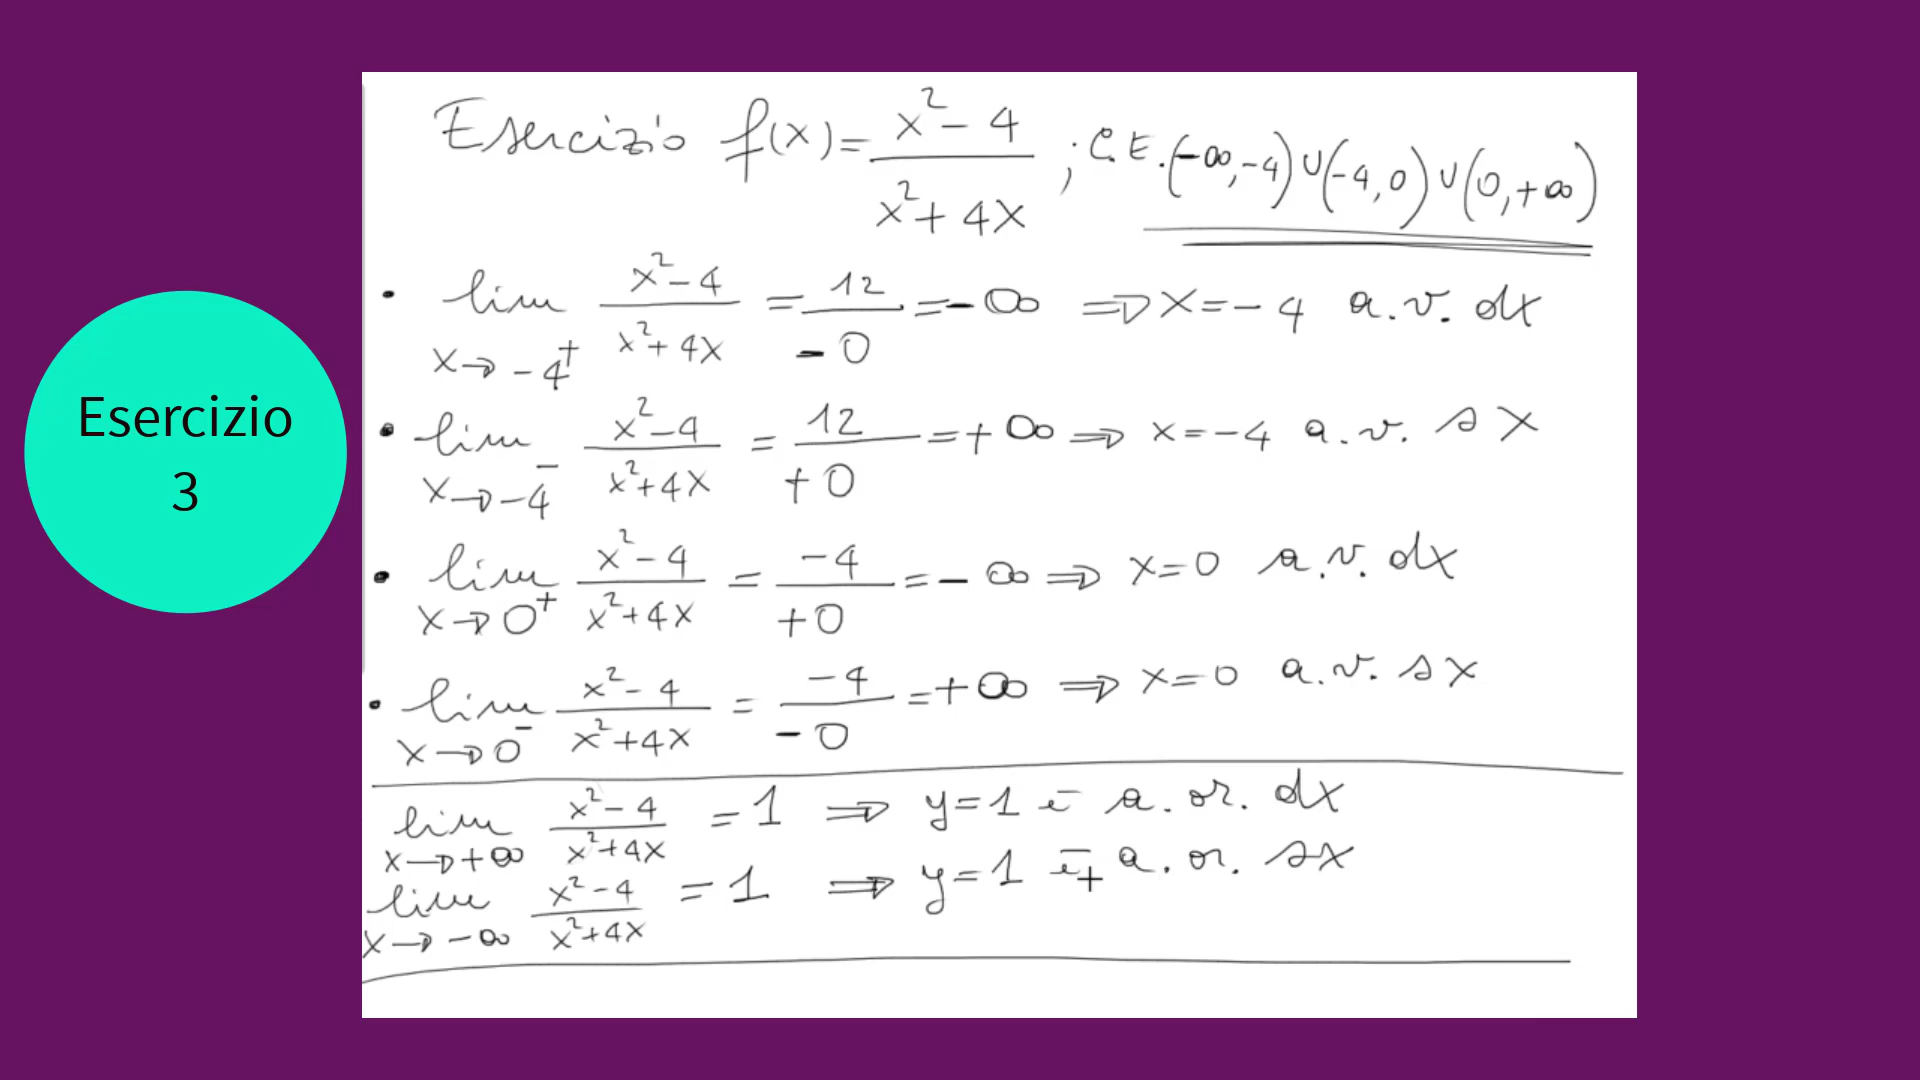 Esercizio
3
Esercizio f(x) = (x² - 4)/(x² + 4x) ; C.E. (-∞, -4) ∪ (-4, 0) ∪ (0, +∞)
• lim x→-4⁺ (x² - 4)/(x² + 4x) = 12/-0 = -∞ ⇒ x = -4 a.v. dx
• lim x→-4⁻ (x² - 4)/(x² + 4x) = 12/+0 = +∞ ⇒ x = -4 a.v. sx
• lim x→0⁺ (x² - 4)/(x² + 4x) = -4/+0 = -∞ ⇒ x = 0 a.v. dx
• lim x→0⁻ (x² - 4)/(x² + 4x) = -4/-0 = +∞ ⇒ x = 0 a.v. sx
lim x→+∞ (x² - 4)/(x² + 4x) = 1 ⇒ y = 1 è a. or. dx
lim x→-∞ (x² - 4)/(x² + 4x) = 1 ⇒ y = 1 è a. or. sx